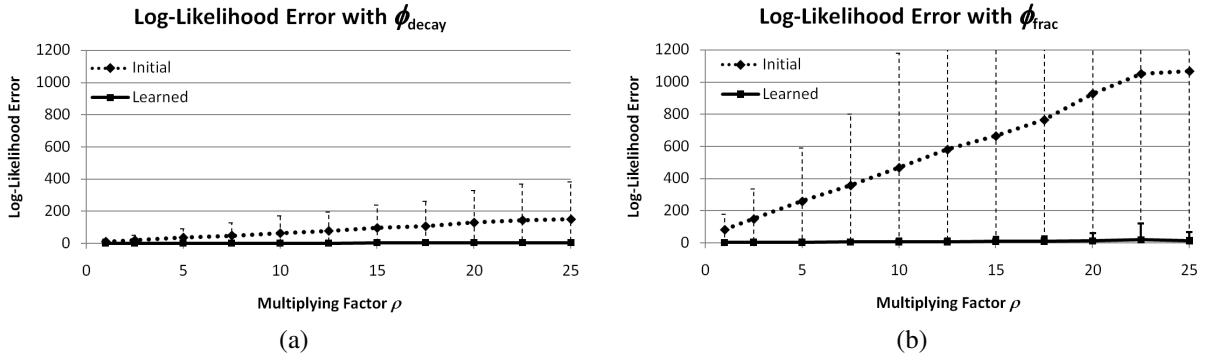 Log-Likelihood Error with ϕdecay
Log-Likelihood Error
1200
1000
800
600
400
200
0
Initial
Learned
0 5 10 15 20 25
Multiplying Factor ρ
(a)
Log-Likelihood Error with ϕfrac
Log-Likelihood Error
1200
1000
800
600
400
200
0
Initial
Learned
0 5 10 15 20 25
Multiplying Factor ρ
(b)